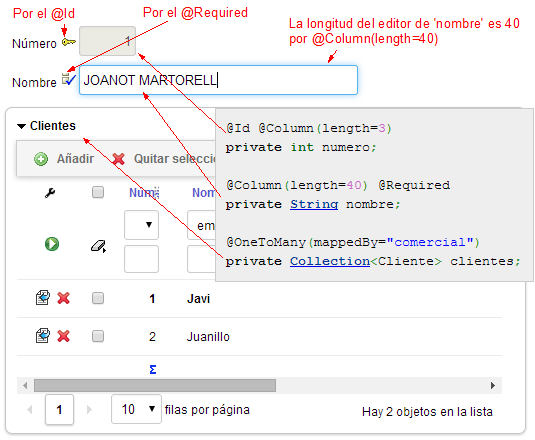 Por el @Id
Por el @Required
La longitud del editor de 'nombre' es 40
por @Column(length=40)
Número
1
Nombre
JOANOT MARTORELL
@Id @Column(length=3)
private int numero;
@Column(length=40) @Required
private String nombre;
@OneToMany(mappedBy="comercial")
private Collection<Cliente> clientes;
Clientes
Añadir
Quitar selecci
Núm
Nom
em
1 Javi
2 Juanillo
Σ
1
10
filas por página
Hay 2 objetos en la lista